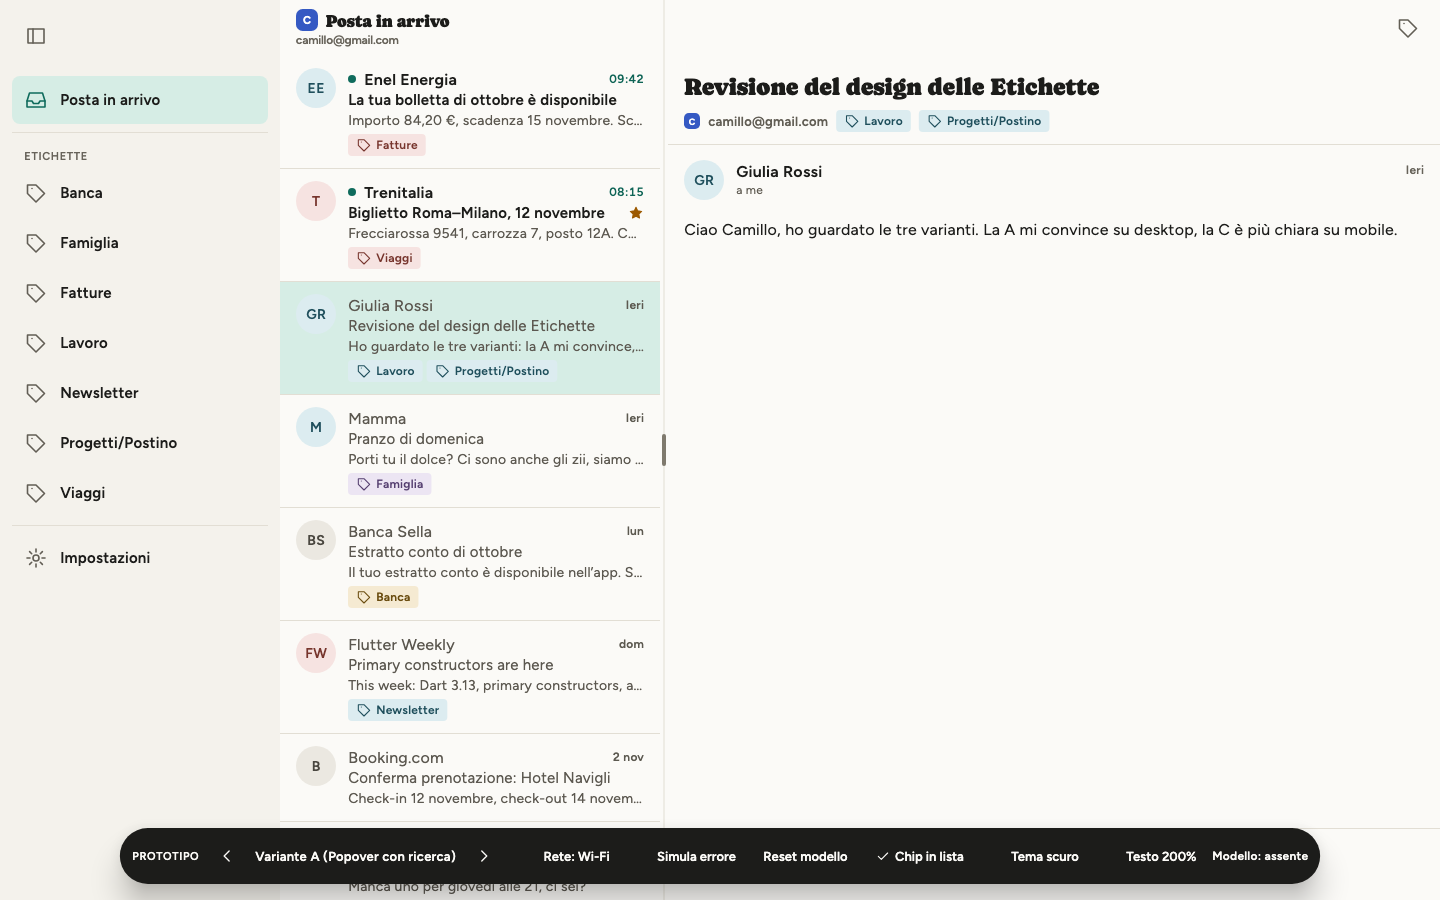 Posta in arrivo
ETICHETTE
Banca
Famiglia
Fatture
Lavoro
Newsletter
Progetti/Postino
Viaggi
Impostazioni
C Posta in arrivo
camillo@gmail.com
EE Enel Energia 09:42
La tua bolletta di ottobre è disponibile
Importo 84,20 €, scadenza 15 novembre. Sc...
Fatture
T Trenitalia 08:15
Biglietto Roma–Milano, 12 novembre
Frecciarossa 9541, carrozza 7, posto 12A. C...
Viaggi
GR Giulia Rossi Ieri
Revisione del design delle Etichette
Ho guardato le tre varianti: la A mi convince,...
Lavoro Progetti/Postino
M Mamma Ieri
Pranzo di domenica
Porti tu il dolce? Ci sono anche gli zii, siamo ...
Famiglia
BS Banca Sella lun
Estratto conto di ottobre
Il tuo estratto conto è disponibile nell’app. S...
Banca
FW Flutter Weekly dom
Primary constructors are here
This week: Dart 3.13, primary constructors, a...
Newsletter
B Booking.com 2 nov
Conferma prenotazione: Hotel Navigli
Check-in 12 novembre, check-out 14 novem...
Manca uno per giovedì alle 21, ci sei?
Revisione del design delle Etichette
C camillo@gmail.com Lavoro Progetti/Postino
GR Giulia Rossi Ieri
a me
Ciao Camillo, ho guardato le tre varianti. La A mi convince su desktop, la C è più chiara su mobile.
PROTOTIPO Variante A (Popover con ricerca) Rete: Wi-Fi Simula errore Reset modello Chip in lista Tema scuro Testo 200% Modello: assente